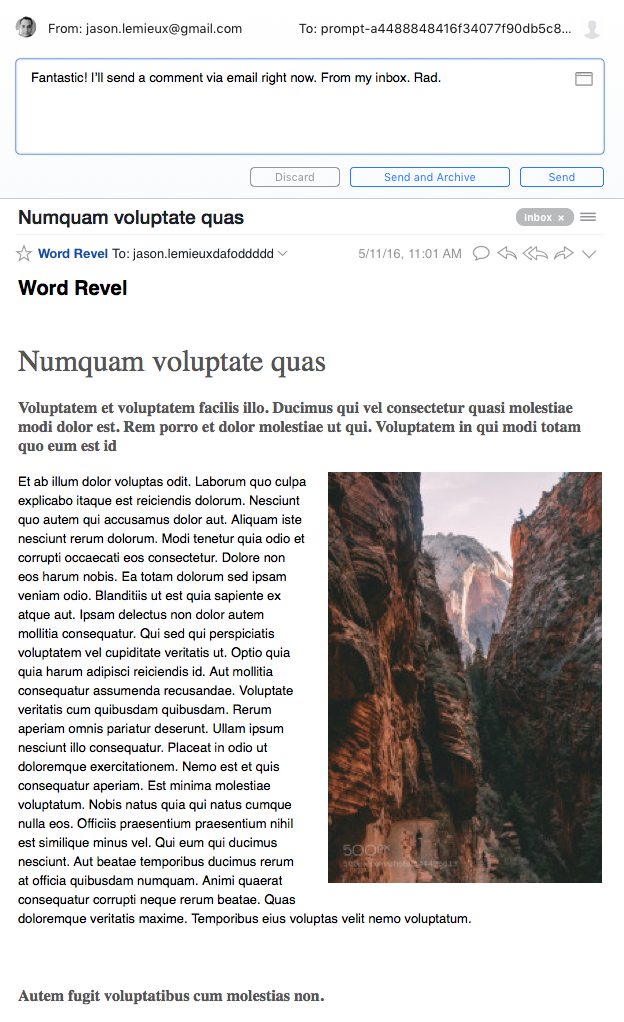 From: jason.lemieux@gmail.com To: prompt-a4488848416f34077f90db5c8...
Fantastic! I'll send a comment via email right now. From my inbox. Rad.
Discard Send and Archive Send
Numquam voluptate quas Inbox ×
Word Revel To: jason.lemieuxdafoddddd 5/11/16, 11:01 AM
Word Revel
Numquam voluptate quas
Voluptatem et voluptatem facilis illo. Ducimus qui vel consectetur quasi molestiae
modi dolor est. Rem porro et dolor molestiae ut qui. Voluptatem in qui modi totam
quo eum est id
Et ab illum dolor voluptas odit. Laborum quo culpa
explicabo itaque est reiciendis dolorum. Nesciunt
quo autem qui accusamus dolor aut. Aliquam iste
nesciunt rerum dolorum. Modi tenetur quia odio et
corrupti occaecati eos consectetur. Dolore non
eos harum nobis. Ea totam dolorum sed ipsam
veniam odio. Blanditiis ut est quia sapiente ex
atque aut. Ipsam delectus non dolor autem
mollitia consequatur. Qui sed qui perspiciatis
voluptatem vel cupiditate veritatis ut. Optio quia
quia harum adipisci reiciendis id. Aut mollitia
consequatur assumenda recusandae. Voluptate
veritatis cum quibusdam quibusdam. Rerum
aperiam omnis pariatur deserunt. Ullam ipsum
nesciunt illo consequatur. Placeat in odio ut
doloremque exercitationem. Nemo est et quis
consequatur aperiam. Est minima molestiae
voluptatum. Nobis natus quia qui natus cumque
nulla eos. Officiis praesentium praesentium nihil
est similique minus vel. Qui eum qui ducimus
nesciunt. Aut beatae temporibus ducimus rerum
at officia quibusdam numquam. Animi quaerat
consequatur corrupti neque rerum beatae. Quas
doloremque veritatis maxime. Temporibus eius voluptas velit nemo voluptatum.
500px
Autem fugit voluptatibus cum molestias non.